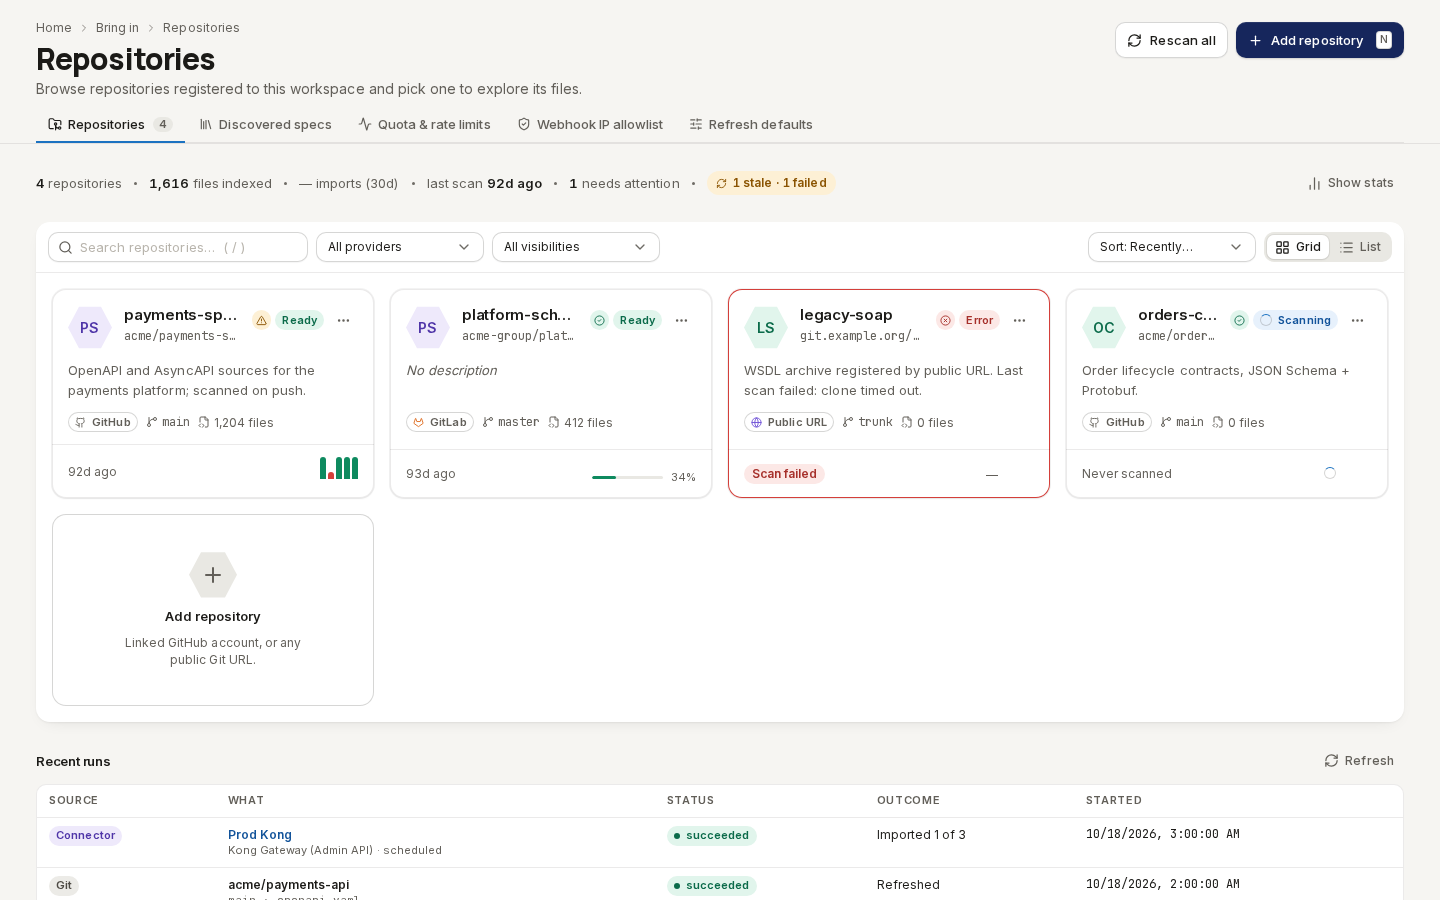 Home > Bring in > Repositories
Repositories
Browse repositories registered to this workspace and pick one to explore its files.
Rescan all
Add repository N
Repositories 4
Discovered specs
Quota & rate limits
Webhook IP allowlist
Refresh defaults
4 repositories • 1,616 files indexed • — imports (30d) • last scan 92d ago • 1 needs attention • 1 stale · 1 failed
Show stats
Search repositories… ( / )
All providers
All visibilities
Sort: Recently…
Grid
List
PS
payments-sp…
acme/payments-s…
Ready
OpenAPI and AsyncAPI sources for the
payments platform; scanned on push.
GitHub main 1,204 files
92d ago
PS
platform-sch…
acme-group/plat…
Ready
No description
GitLab master 412 files
93d ago
34%
LS
legacy-soap
git.example.org/…
Error
WSDL archive registered by public URL. Last
scan failed: clone timed out.
Public URL trunk 0 files
Scan failed
—
OC
orders-c…
acme/order…
Scanning
Order lifecycle contracts, JSON Schema +
Protobuf.
GitHub main 0 files
Never scanned
Add repository
Linked GitHub account, or any
public Git URL.
Recent runs
Refresh
SOURCE WHAT STATUS OUTCOME STARTED
Connector Prod Kong succeeded Imported 1 of 3 10/18/2026, 3:00:00 AM
Kong Gateway (Admin API) · scheduled
Git acme/payments-api succeeded Refreshed 10/18/2026, 2:00:00 AM
main · openapi.yaml